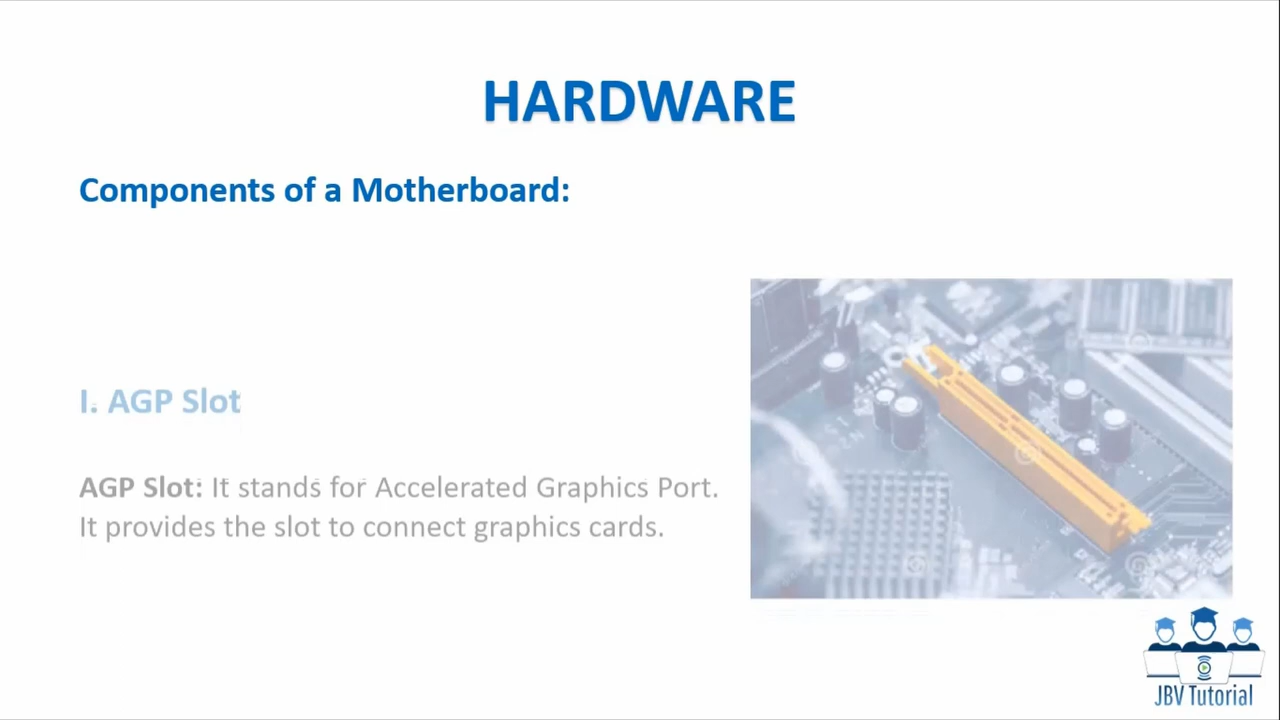 HARDWARE
Components of a Motherboard:
I. AGP Slot
AGP Slot: It stands for Accelerated Graphics Port.
It provides the slot to connect graphics cards.
JBV Tutorial